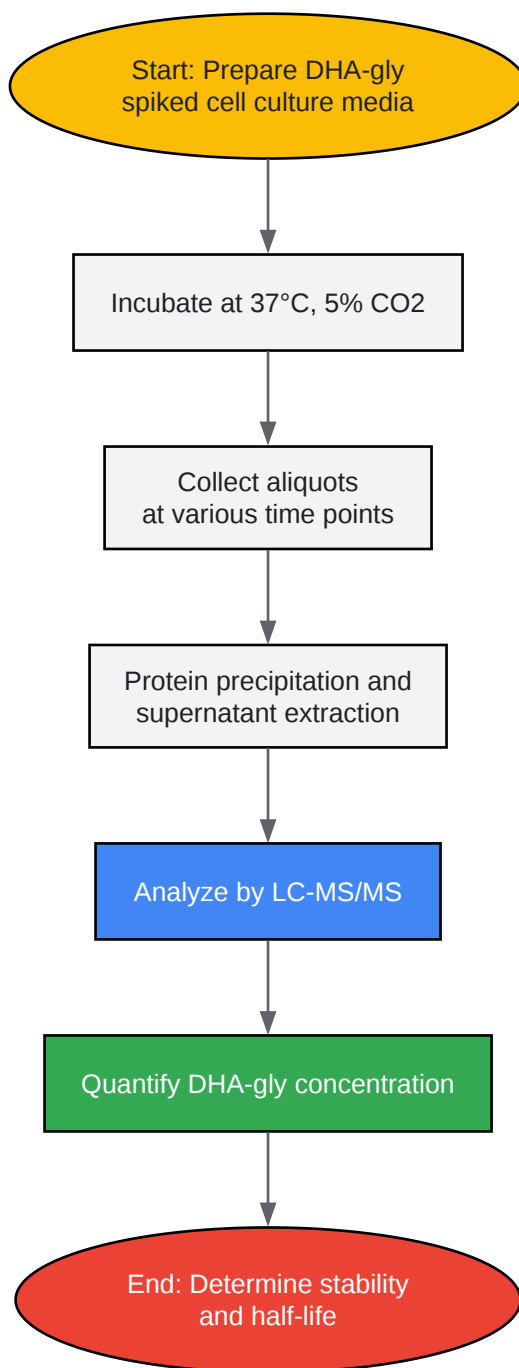 Start: Prepare DHA-gly
spiked cell culture media
Incubate at 37°C, 5% CO2
Collect aliquots
at various time points
Protein precipitation and
supernatant extraction
Analyze by LC-MS/MS
Quantify DHA-gly concentration
End: Determine stability
and half-life